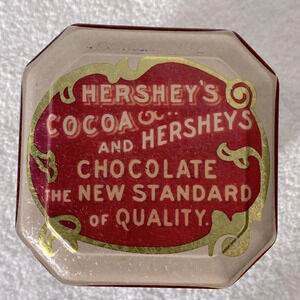 HERSHEY'S
COCOA
AND HERSHEYS
CHOCOLATE
THE NEW STANDARD
OF QUALITY.